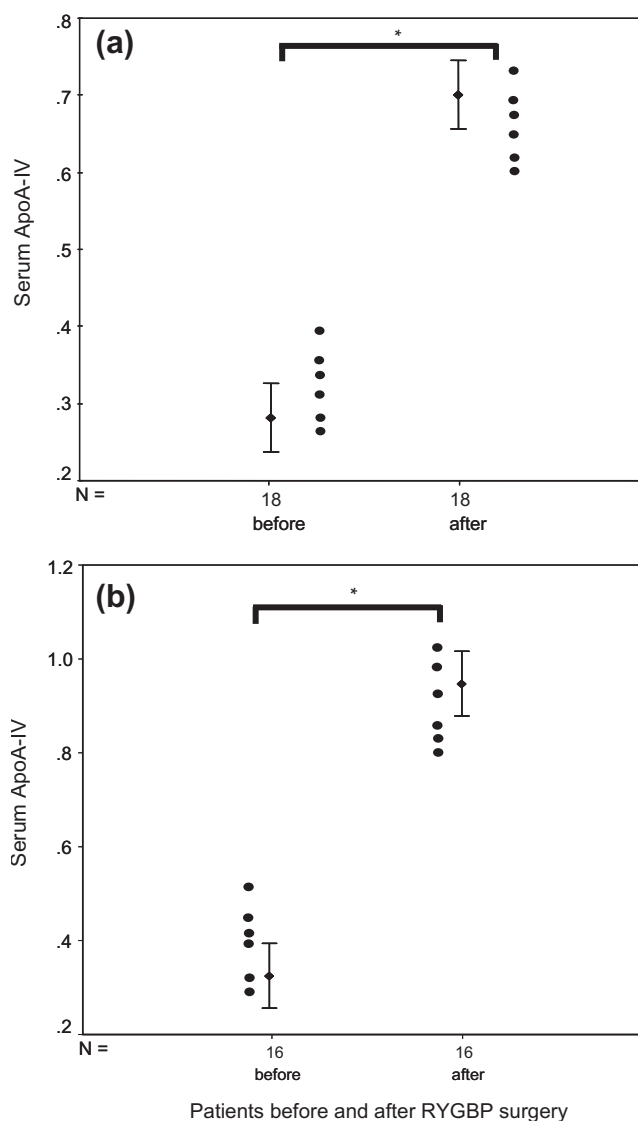 (a)
*
.8
.7
.6
.5
.4
.3
.2
Serum ApoA-IV
N =
18
18
before
after
(b)
*
1.2
1.0
.8
.6
.4
.2
Serum ApoA-IV
N =
16
16
before
after
Patients before and after RYGBP surgery